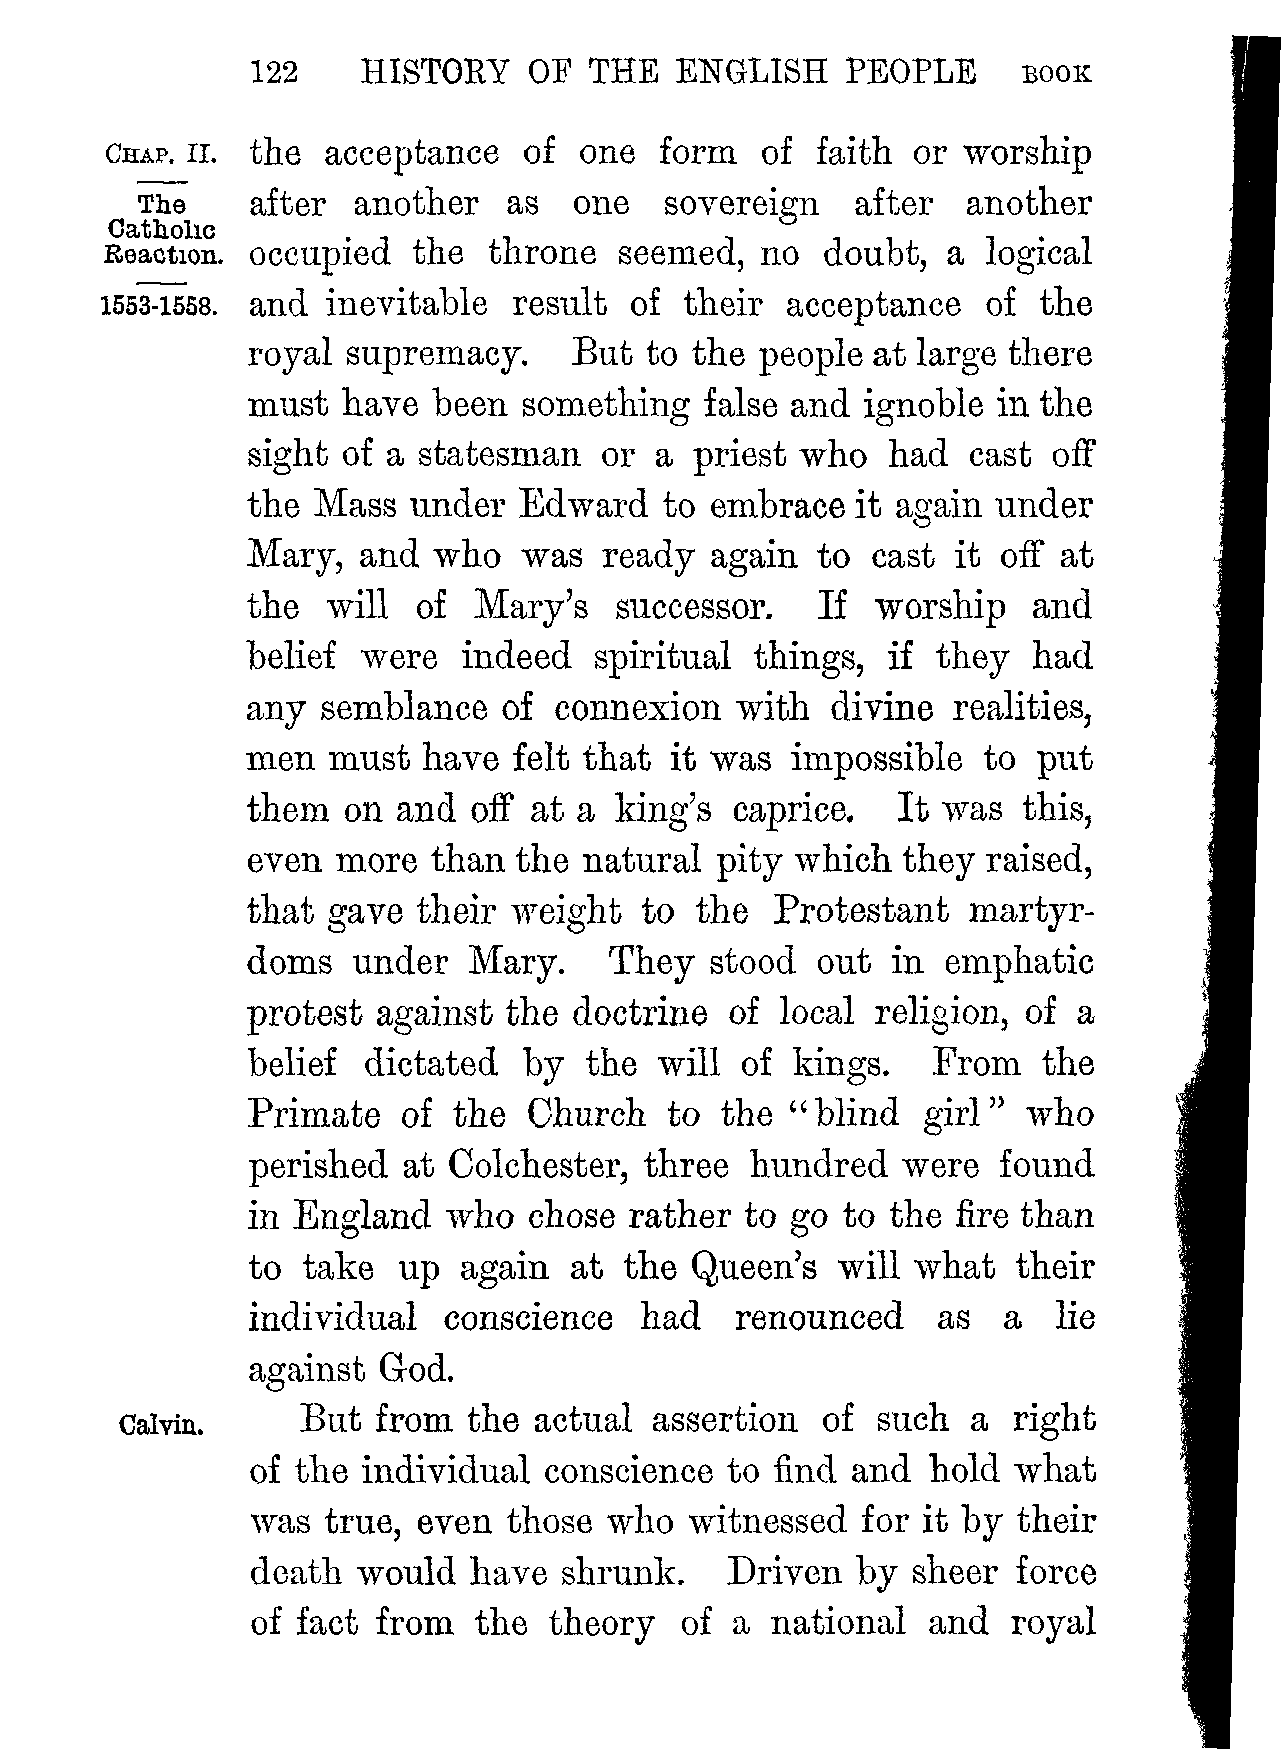 122 HISTORY OF THE ENGLISH PEOPLE BOOK
CHAP. II.
The
Catholic
Reaction.
1553-1558.
the acceptance of one form of faith or worship
after another as one sovereign after another
occupied the throne seemed, no doubt, a logical
and inevitable result of their acceptance of the
royal supremacy. But to the people at large there
must have been something false and ignoble in the
sight of a statesman or a priest who had cast off
the Mass under Edward to embrace it again under
Mary, and who was ready again to cast it off at
the will of Mary's successor. If worship and
belief were indeed spiritual things, if they had
any semblance of connexion with divine realities,
men must have felt that it was impossible to put
them on and off at a king's caprice. It was this,
even more than the natural pity which they raised,
that gave their weight to the Protestant martyr-
doms under Mary. They stood out in emphatic
protest against the doctrine of local religion, of a
belief dictated by the will of kings. From the
Primate of the Church to the "blind girl" who
perished at Colchester, three hundred were found
in England who chose rather to go to the fire than
to take up again at the Queen's will what their
individual conscience had renounced as a lie
against God.
Calvin.
But from the actual assertion of such a right
of the individual conscience to find and hold what
was true, even those who witnessed for it by their
death would have shrunk. Driven by sheer force
of fact from the theory of a national and royal